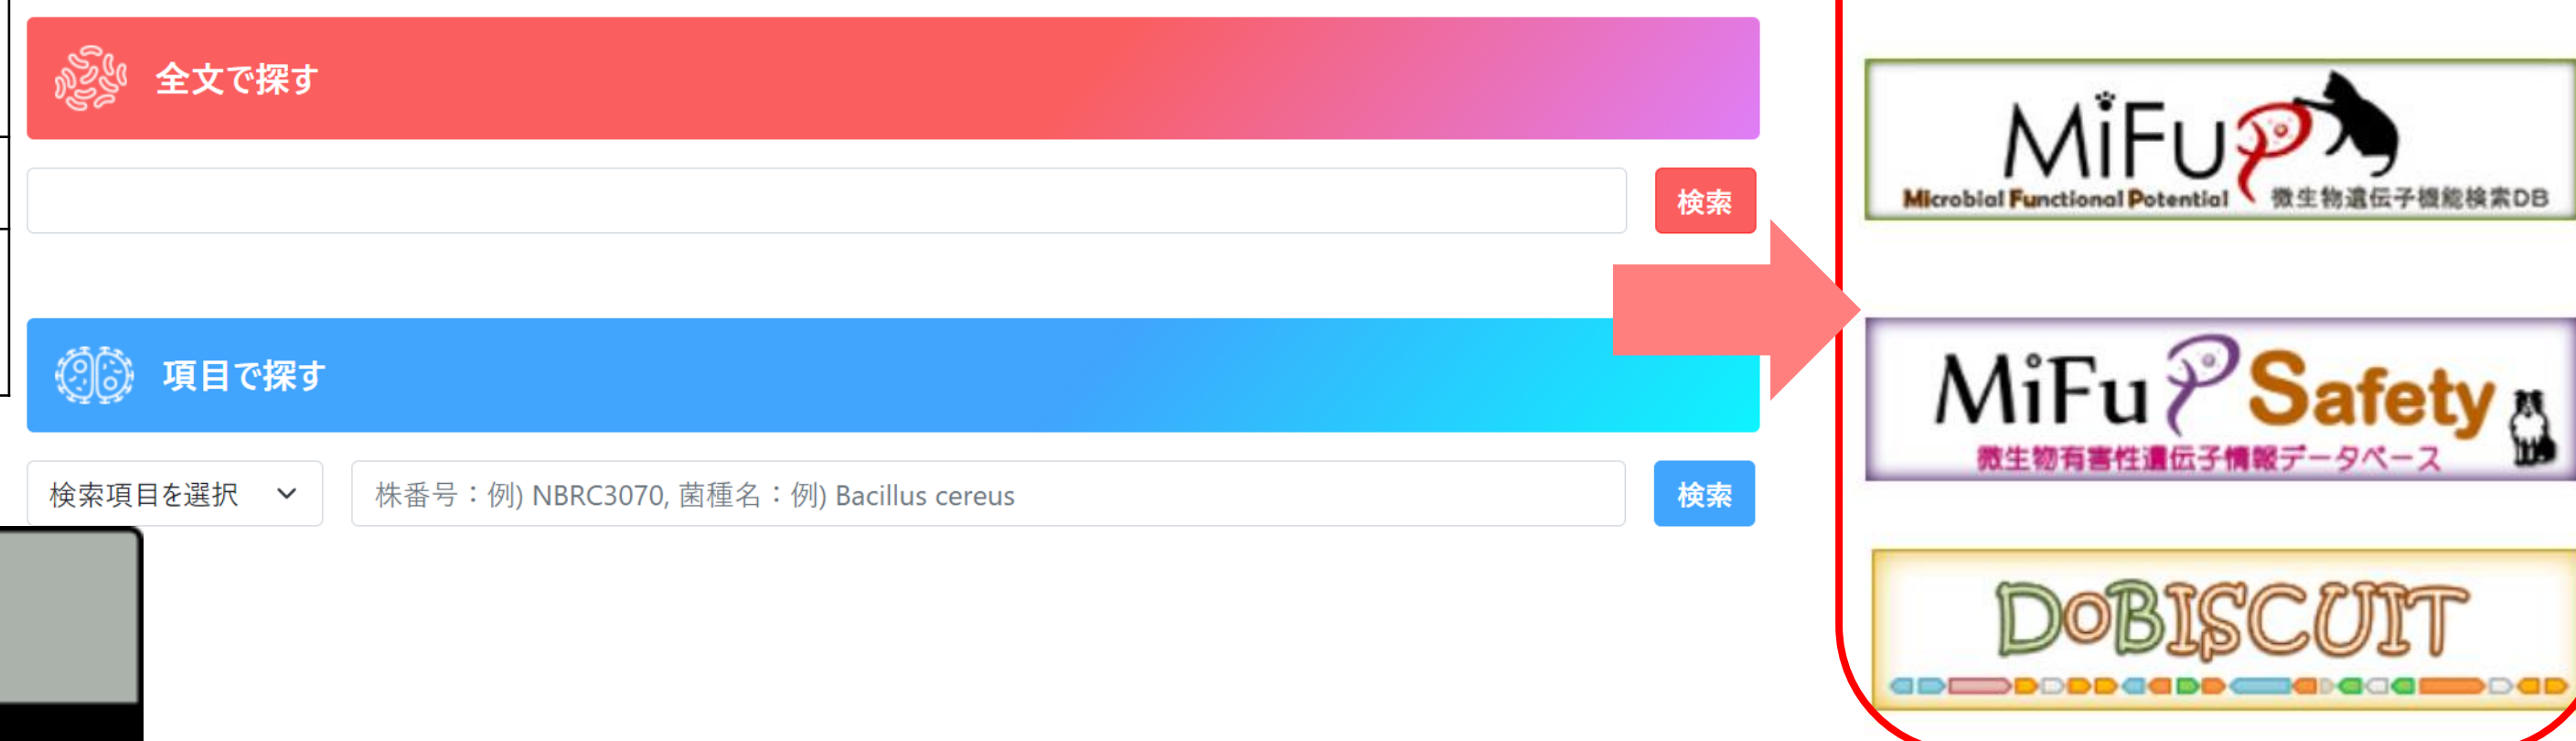 全文で探す
検索
項目で探す
検索項目を選択
株番号：例) NBRC3070, 菌種名：例) Bacillus cereus
検索
MiFuP
Microbial Functional Potential 微生物遺伝子機能検索DB
MiFuP Safety
微生物有害性遺伝子情報データベース
DoBISCUIT